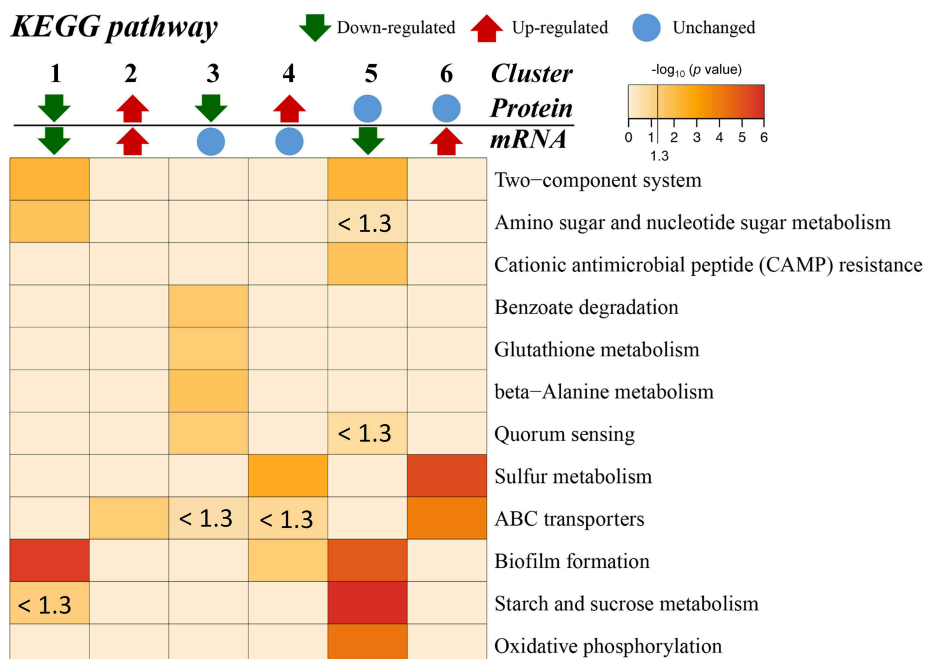 KEGG pathway
Down-regulated Up-regulated Unchanged
1 2 3 4 5 6 Cluster
Protein
mRNA
-log10 (p value)
0 1 2 3 4 5 6
1.3
Two−component system
< 1.3 Amino sugar and nucleotide sugar metabolism
Cationic antimicrobial peptide (CAMP) resistance
Benzoate degradation
Glutathione metabolism
beta−Alanine metabolism
< 1.3 Quorum sensing
Sulfur metabolism
< 1.3 < 1.3 ABC transporters
Biofilm formation
< 1.3 Starch and sucrose metabolism
Oxidative phosphorylation